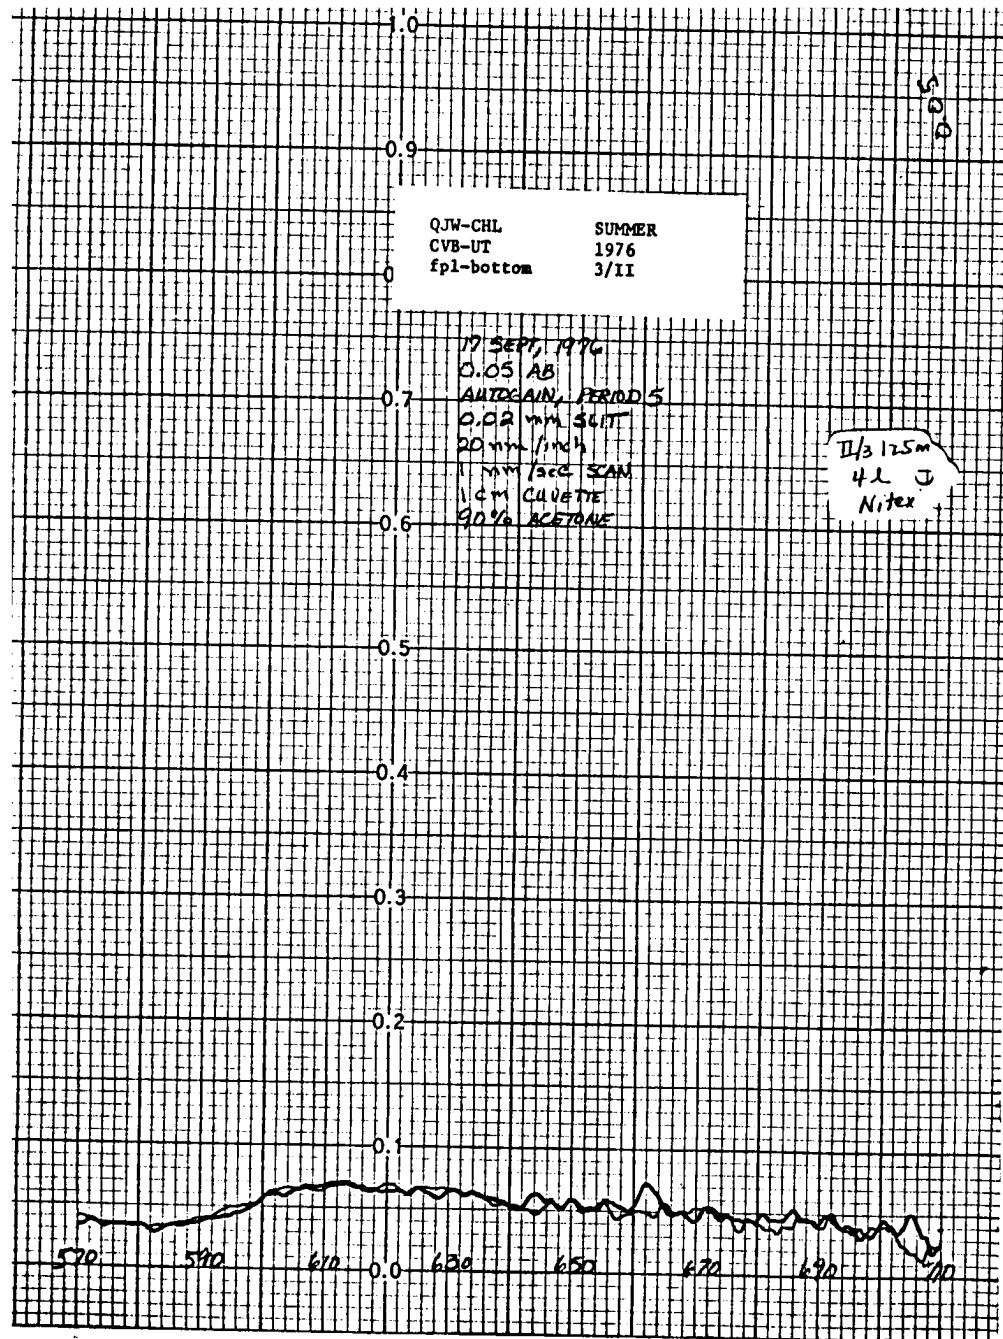 1.0
500
0.9
QJW-CHL SUMMER
CVB-UT 1976
fpl-bottom 3/II
0
17 SEPT, 1976
0.05 AB
AUTOGAIN, PERIOD 5
0.7
0.02 mm SLIT
20 nm/inch
1 nm/sec SCAN
1 cm CUVETTE
90% ACETONE
II/3 125m
4l I
Nitex
0.6
0.5
0.4
0.3
0.2
0.1
570 590 610 0.0 630 650 670 690 710